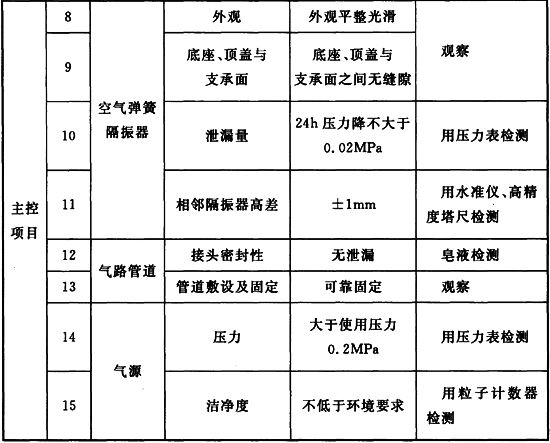 主控
项目
空气弹簧
隔振器
8 外观 外观平整光滑 观察
9 底座、顶盖与
支承面 底座、顶盖与
支承面之间无缝隙
10 泄漏量 24h 压力降不大于
0.02MPa 用压力表检测
11 相邻隔振器高差 ±1mm 用水准仪、高精
度塔尺检测
气路管道
12 接头密封性 无泄漏 皂液检测
13 管道敷设及固定 可靠固定 观察
气源
14 压力 大于使用压力
0.2MPa 用压力表检测
15 洁净度 不低于环境要求 用粒子计数器
检测